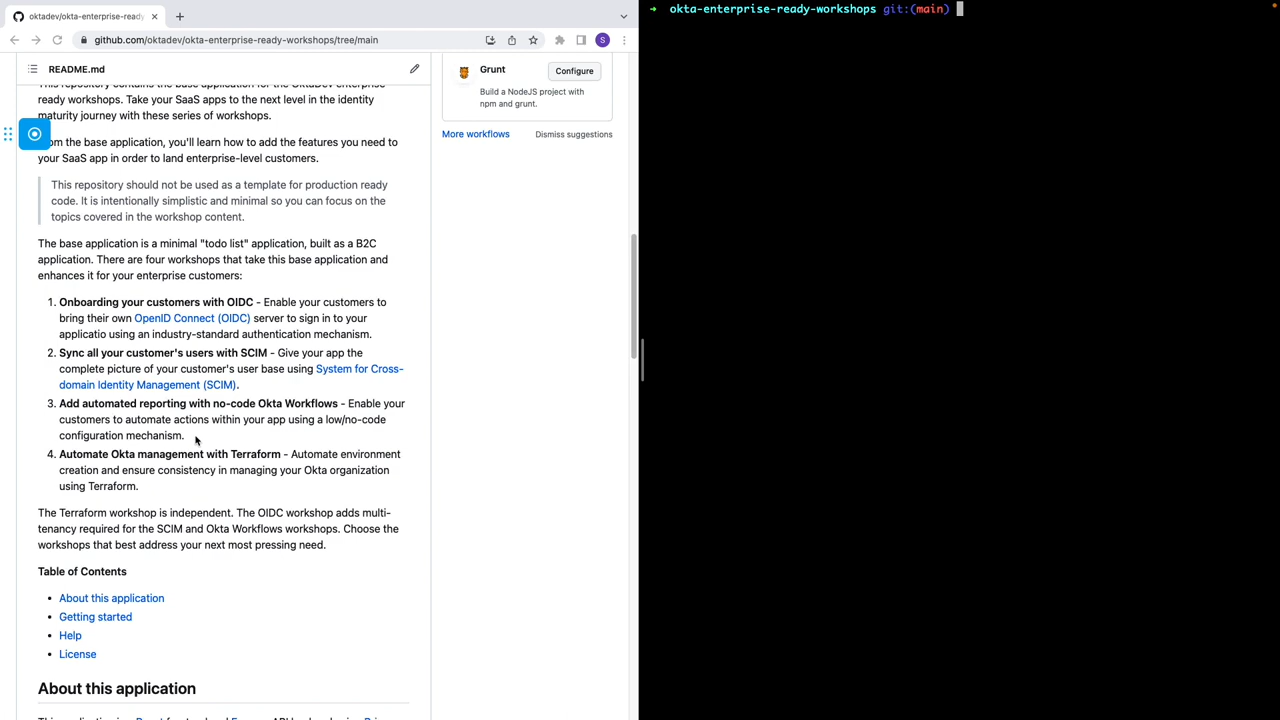 oktadev/okta-enterprise-ready
github.com/oktadev/okta-enterprise-ready-workshops/tree/main
S
README.md
This repository contains the base application for the OktaDev enterprise-
ready workshops. Take your SaaS apps to the next level in the identity
maturity journey with these series of workshops.
om the base application, you'll learn how to add the features you need to
your SaaS app in order to land enterprise-level customers.
This repository should not be used as a template for production ready
code. It is intentionally simplistic and minimal so you can focus on the
topics covered in the workshop content.
The base application is a minimal "todo list" application, built as a B2C
application. There are four workshops that take this base application and
enhances it for your enterprise customers:
1. Onboarding your customers with OIDC - Enable your customers to
bring their own OpenID Connect (OIDC) server to sign in to your
applicatio using an industry-standard authentication mechanism.
2. Sync all your customer's users with SCIM - Give your app the
complete picture of your customer's user base using System for Cross-
domain Identity Management (SCIM).
3. Add automated reporting with no-code Okta Workflows - Enable your
customers to automate actions within your app using a low/no-code
configuration mechanism.
4. Automate Okta management with Terraform - Automate environment
creation and ensure consistency in managing your Okta organization
using Terraform.
The Terraform workshop is independent. The OIDC workshop adds multi-
tenancy required for the SCIM and Okta Workflows workshops. Choose the
workshops that best address your next most pressing need.
Table of Contents
• About this application
• Getting started
• Help
• License
About this application
Grunt
Configure
Build a NodeJS project with
npm and grunt.
More workflows
Dismiss suggestions
➜ okta-enterprise-ready-workshops git:(main)